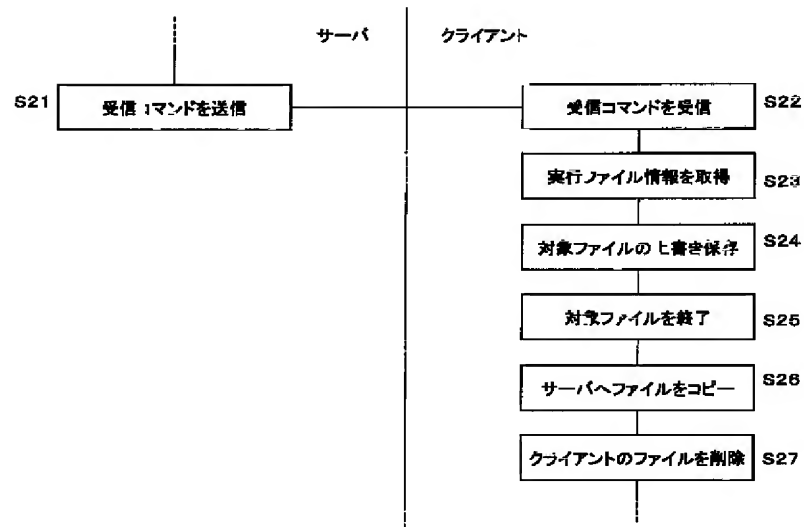 サーバ
クライアント
S21
受信コマンドを送信
受信コマンドを受信
S22
実行ファイル情報を取得
S23
対象ファイルの上書き保存
S24
対象ファイルを終了
S25
サーバへファイルをコピー
S26
クライアントのファイルを削除
S27